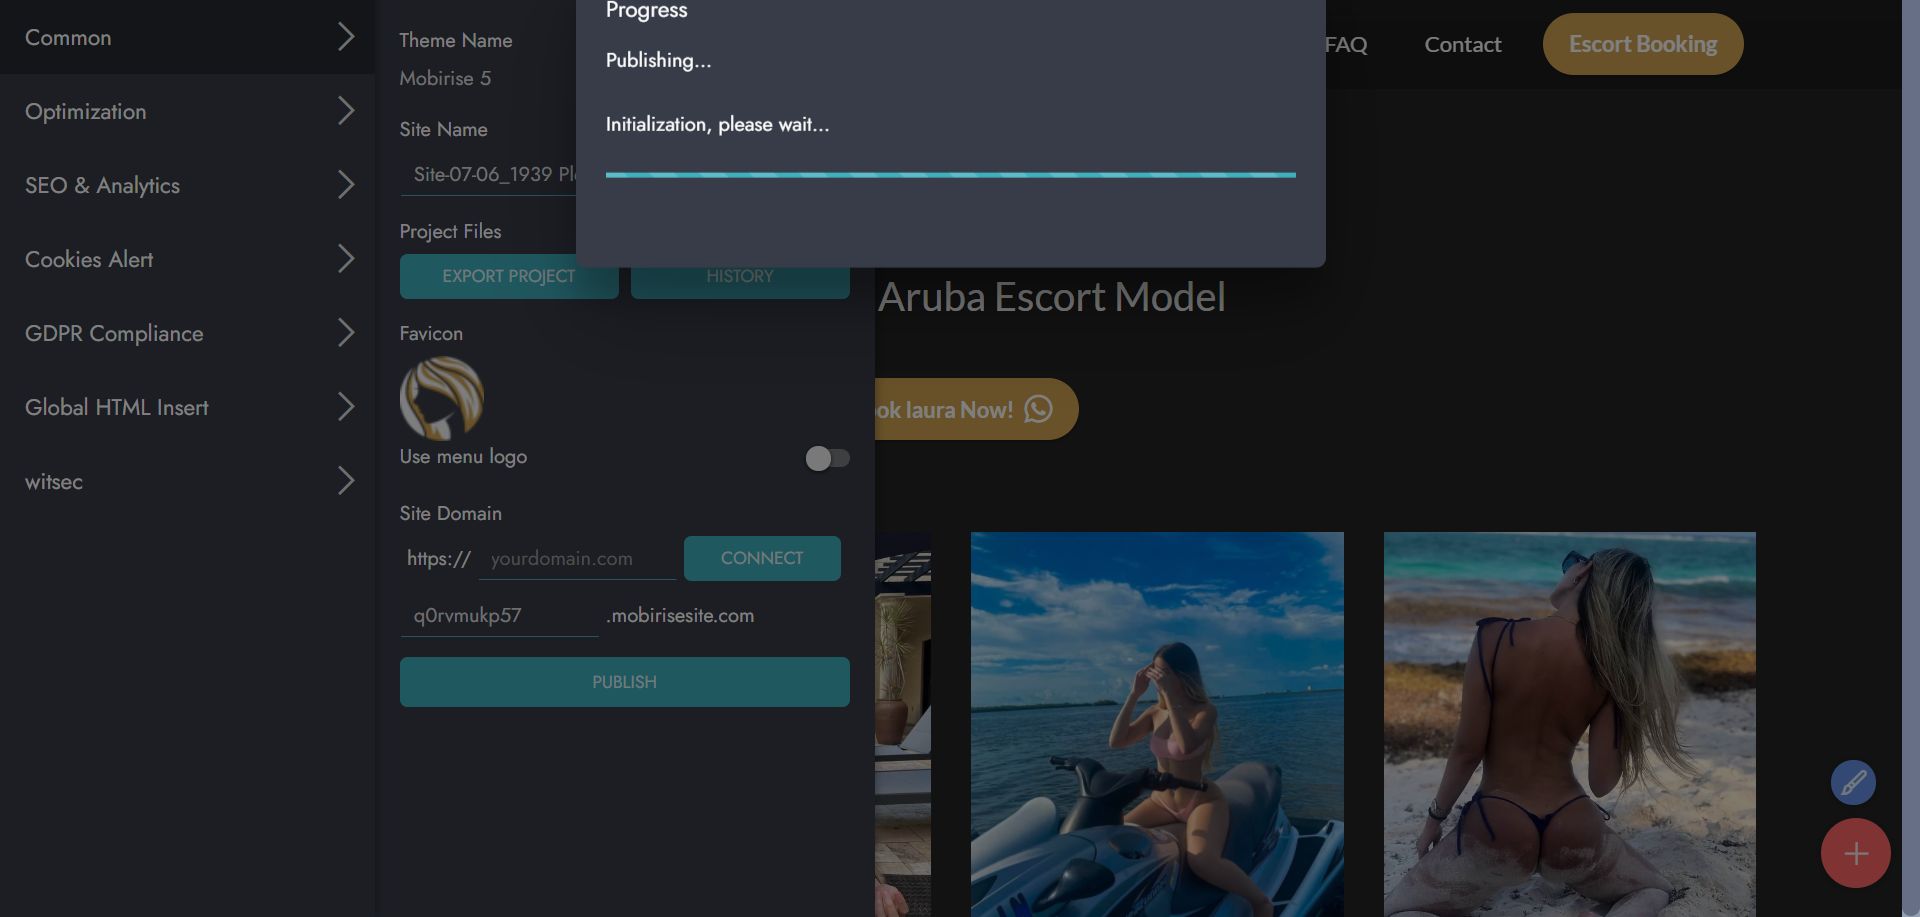 Common
Optimization
SEO & Analytics
Cookies Alert
GDPR Compliance
Global HTML Insert
witsec
Theme Name
Mobirise 5
Site Name
Site-07-06_1939
Project Files
EXPORT PROJECT
HISTORY
Favicon
Use menu logo
Site Domain
https:// yourdomain.com
CONNECT
q0rvmukp57 .mobirisesite.com
PUBLISH
Progress
Publishing...
Initialization, please wait...
FAQ
Contact
Escort Booking
Aruba Escort Model
laura Now!